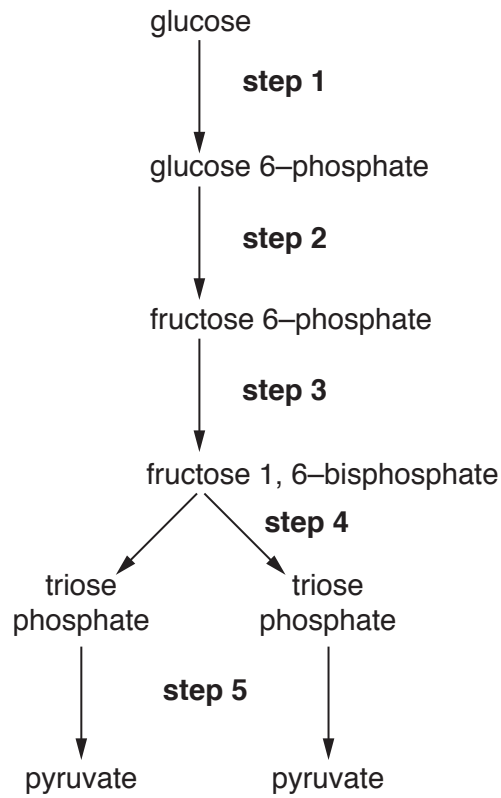 glucose
step 1
glucose 6–phosphate
step 2
fructose 6–phosphate
step 3
fructose 1, 6–bisphosphate
step 4
triose
phosphate
triose
phosphate
step 5
pyruvate
pyruvate